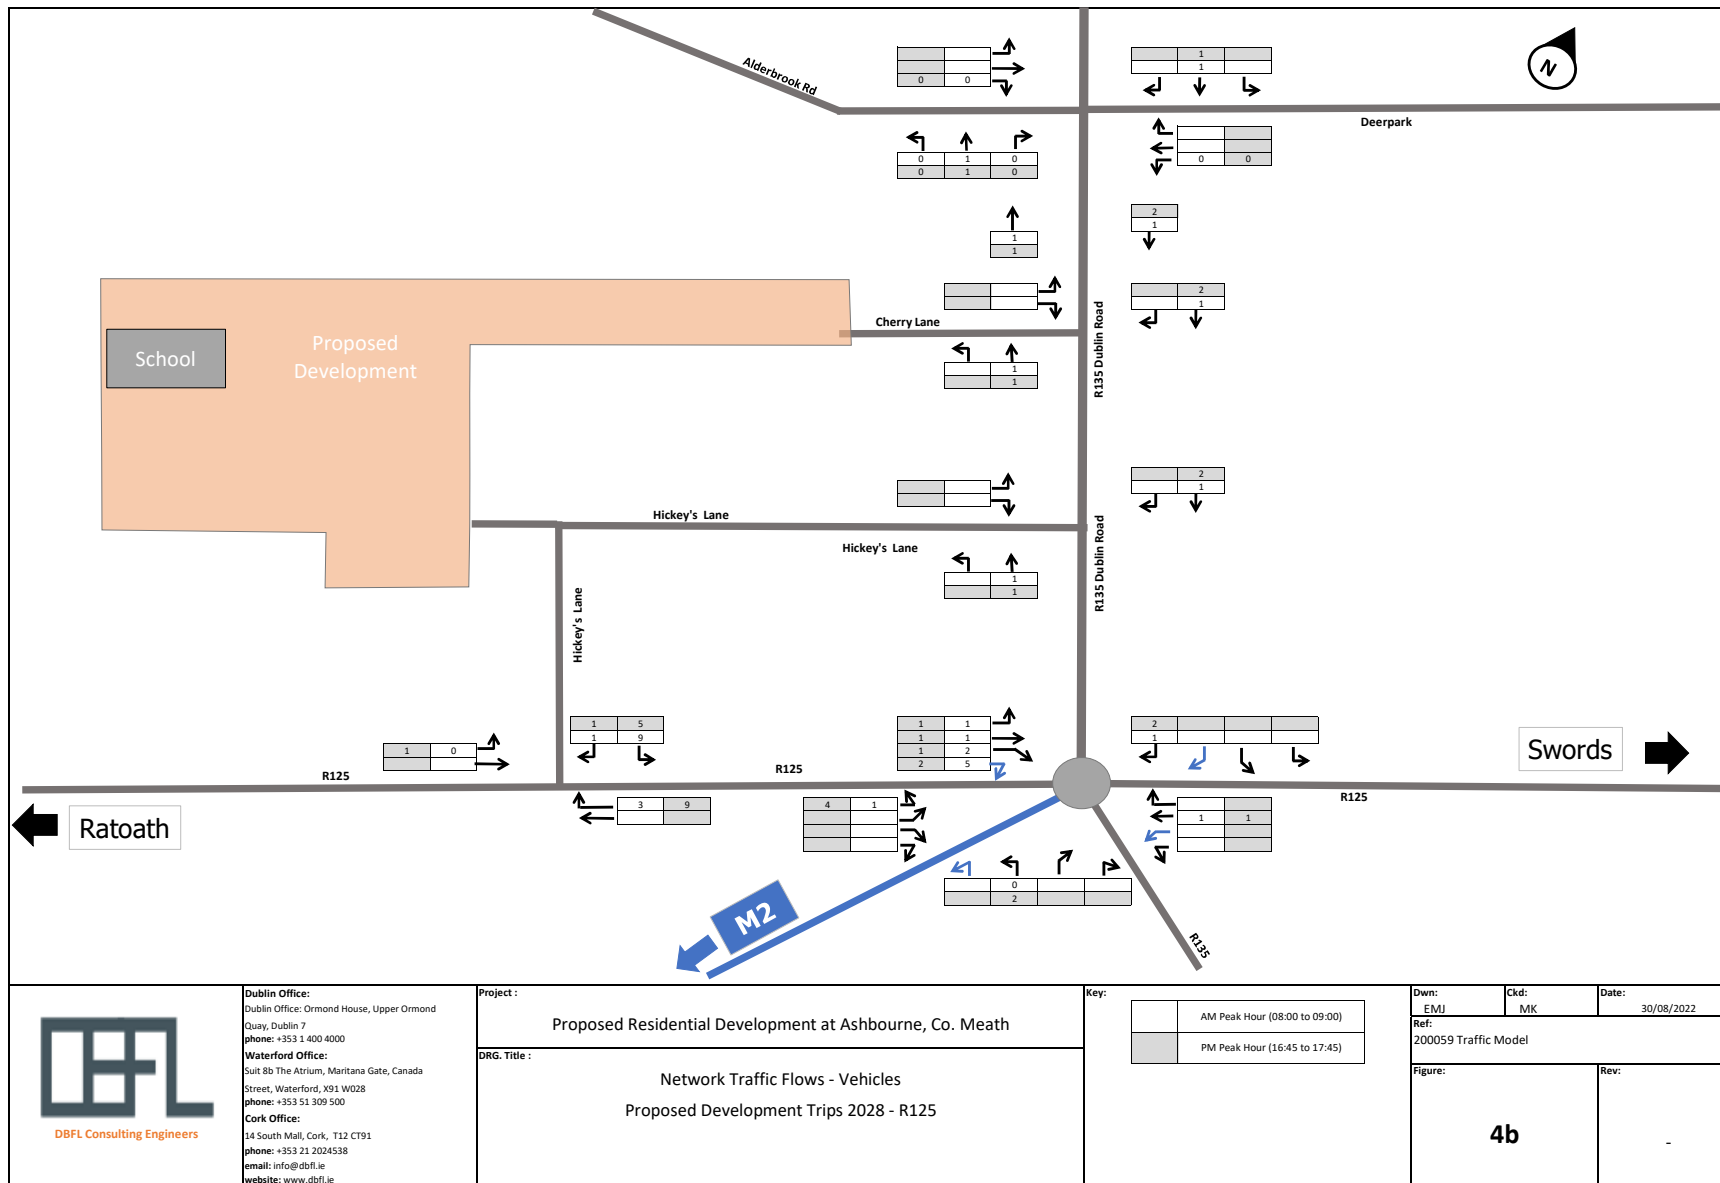 Alderbrook Rd
0 0
1
1
N
Deerpark
0 1 0
0 1 0
0 0
2
1
1
1
2
1
Cherry Lane
1
1
R135 Dublin Road
School
Proposed
Development
2
1
Hickey's Lane
Hickey's Lane
1
1
R135 Dublin Road
Hickey's Lane
1 5
1 9
1 0
1 1
1 1
1 2
2 5
2
1
Swords
R125
R125
R125
Ratoath
3 9
4 1
1 1
0
2
M2
R135
DBFL Consulting Engineers
Dublin Office:
Dublin Office: Ormond House, Upper Ormond
Quay, Dublin 7
phone: +353 1 400 4000
Waterford Office:
Suit 8b The Atrium, Maritana Gate, Canada
Street, Waterford, X91 W028
phone: +353 51 309 500
Cork Office:
14 South Mall, Cork, T12 CT91
phone: +353 21 2024538
email: info@dbfl.ie
website: www.dbfl.ie
Project :
Proposed Residential Development at Ashbourne, Co. Meath
DRG. Title :
Network Traffic Flows - Vehicles
Proposed Development Trips 2028 - R125
Key:
AM Peak Hour (08:00 to 09:00)
PM Peak Hour (16:45 to 17:45)
Dwn: Ckd: Date:
EMJ MK 30/08/2022
Ref:
200059 Traffic Model
Figure: Rev:
4b -